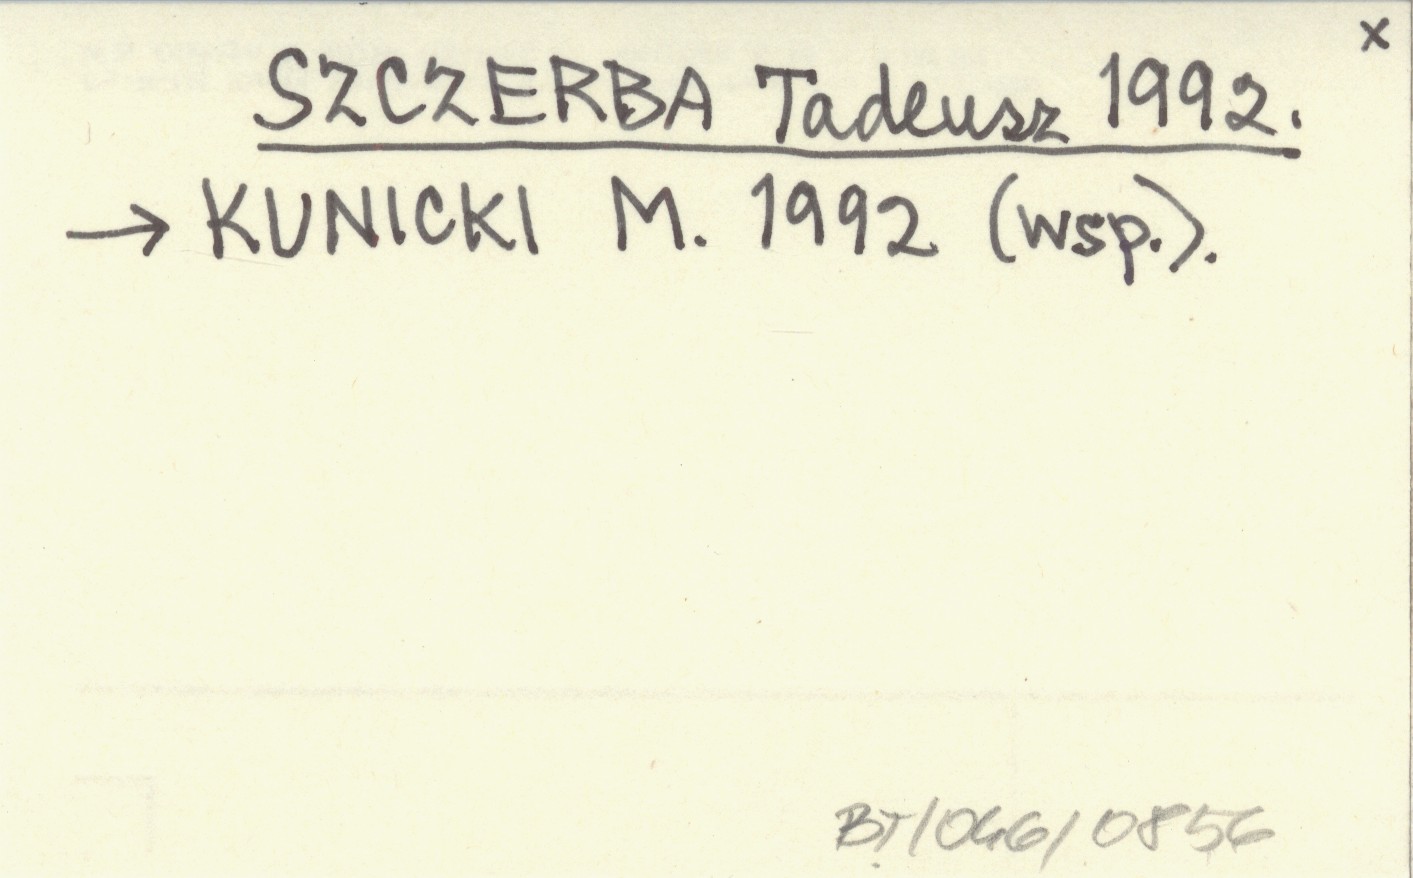 x
SZCZERBA Tadeusz 1992.
→ KUNICKI M. 1992 (wsp.).
BT/066/0856